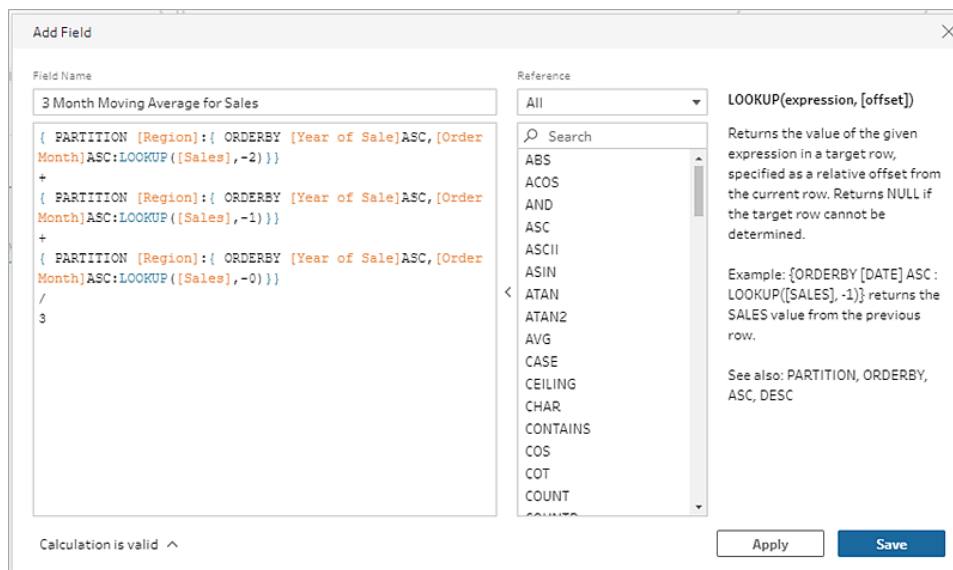 Add Field
Field Name
3 Month Moving Average for Sales
{ PARTITION [Region]:{ ORDERBY [Year of Sale]ASC,[Order
Month]ASC:LOOKUP([Sales],-2)}}
+
{ PARTITION [Region]:{ ORDERBY [Year of Sale]ASC,[Order
Month]ASC:LOOKUP([Sales],-1)}}
+
{ PARTITION [Region]:{ ORDERBY [Year of Sale]ASC,[Order
Month]ASC:LOOKUP([Sales],-0)}}
/
3
Reference
All
Search
ABS
ACOS
AND
ASC
ASCII
ASIN
ATAN
ATAN2
AVG
CASE
CEILING
CHAR
CONTAINS
COS
COT
COUNT
COUNTD
LOOKUP(expression, [offset])
Returns the value of the given
expression in a target row,
specified as a relative offset from
the current row. Returns NULL if
the target row cannot be
determined.
Example: {ORDERBY [DATE] ASC :
LOOKUP([SALES], -1)} returns the
SALES value from the previous
row.
See also: PARTITION, ORDERBY,
ASC, DESC
Calculation is valid
Apply
Save